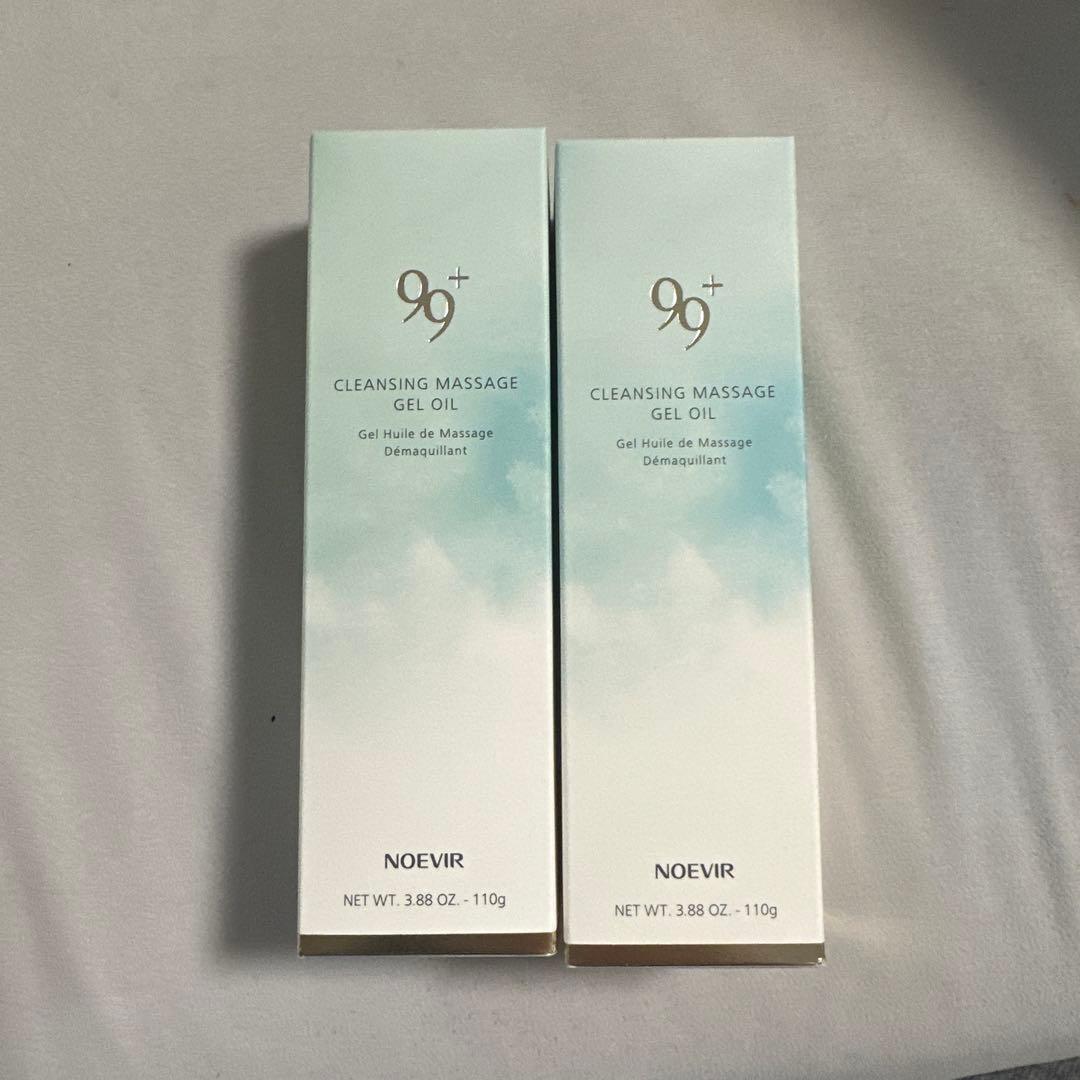 99+
CLEANSING MASSAGE
GEL OIL
Gel Huile de Massage
Démaquillant
NOEVIR
NET WT. 3.88 OZ. - 110g
99+
CLEANSING MASSAGE
GEL OIL
Gel Huile de Massage
Démaquillant
NOEVIR
NET WT. 3.88 OZ. - 110g